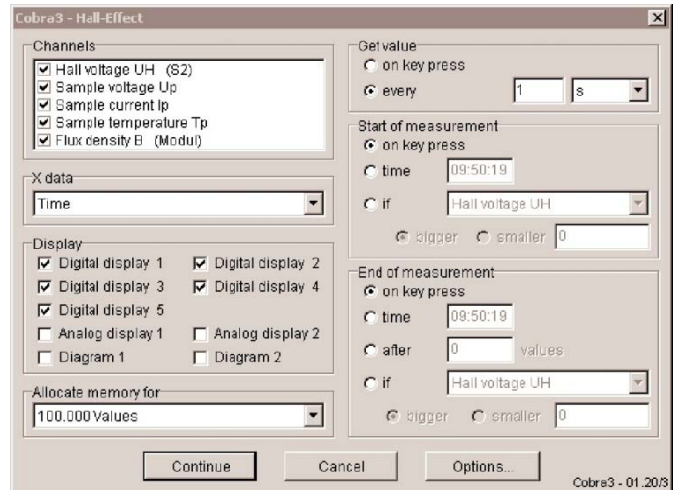 Cobra3 - Hall-Effect
Channels
Hall voltage UH (S2)
Sample voltage Up
Sample current Ip
Sample temperature Tp
Flux density B (Modul)
X data
Time
Display
Digital display 1 Digital display 2
Digital display 3 Digital display 4
Digital display 5
Analog display 1 Analog display 2
Diagram 1 Diagram 2
Allocate memory for
100.000 Values
Get value
on key press
every 1 s
Start of measurement
on key press
time 09:50:19
if Hall voltage UH
bigger smaller 0
End of measurement
on key press
time 09:50:19
after 0 values
if Hall voltage UH
bigger smaller 0
Continue Cancel Options...
Cobra3 - 01.20/3